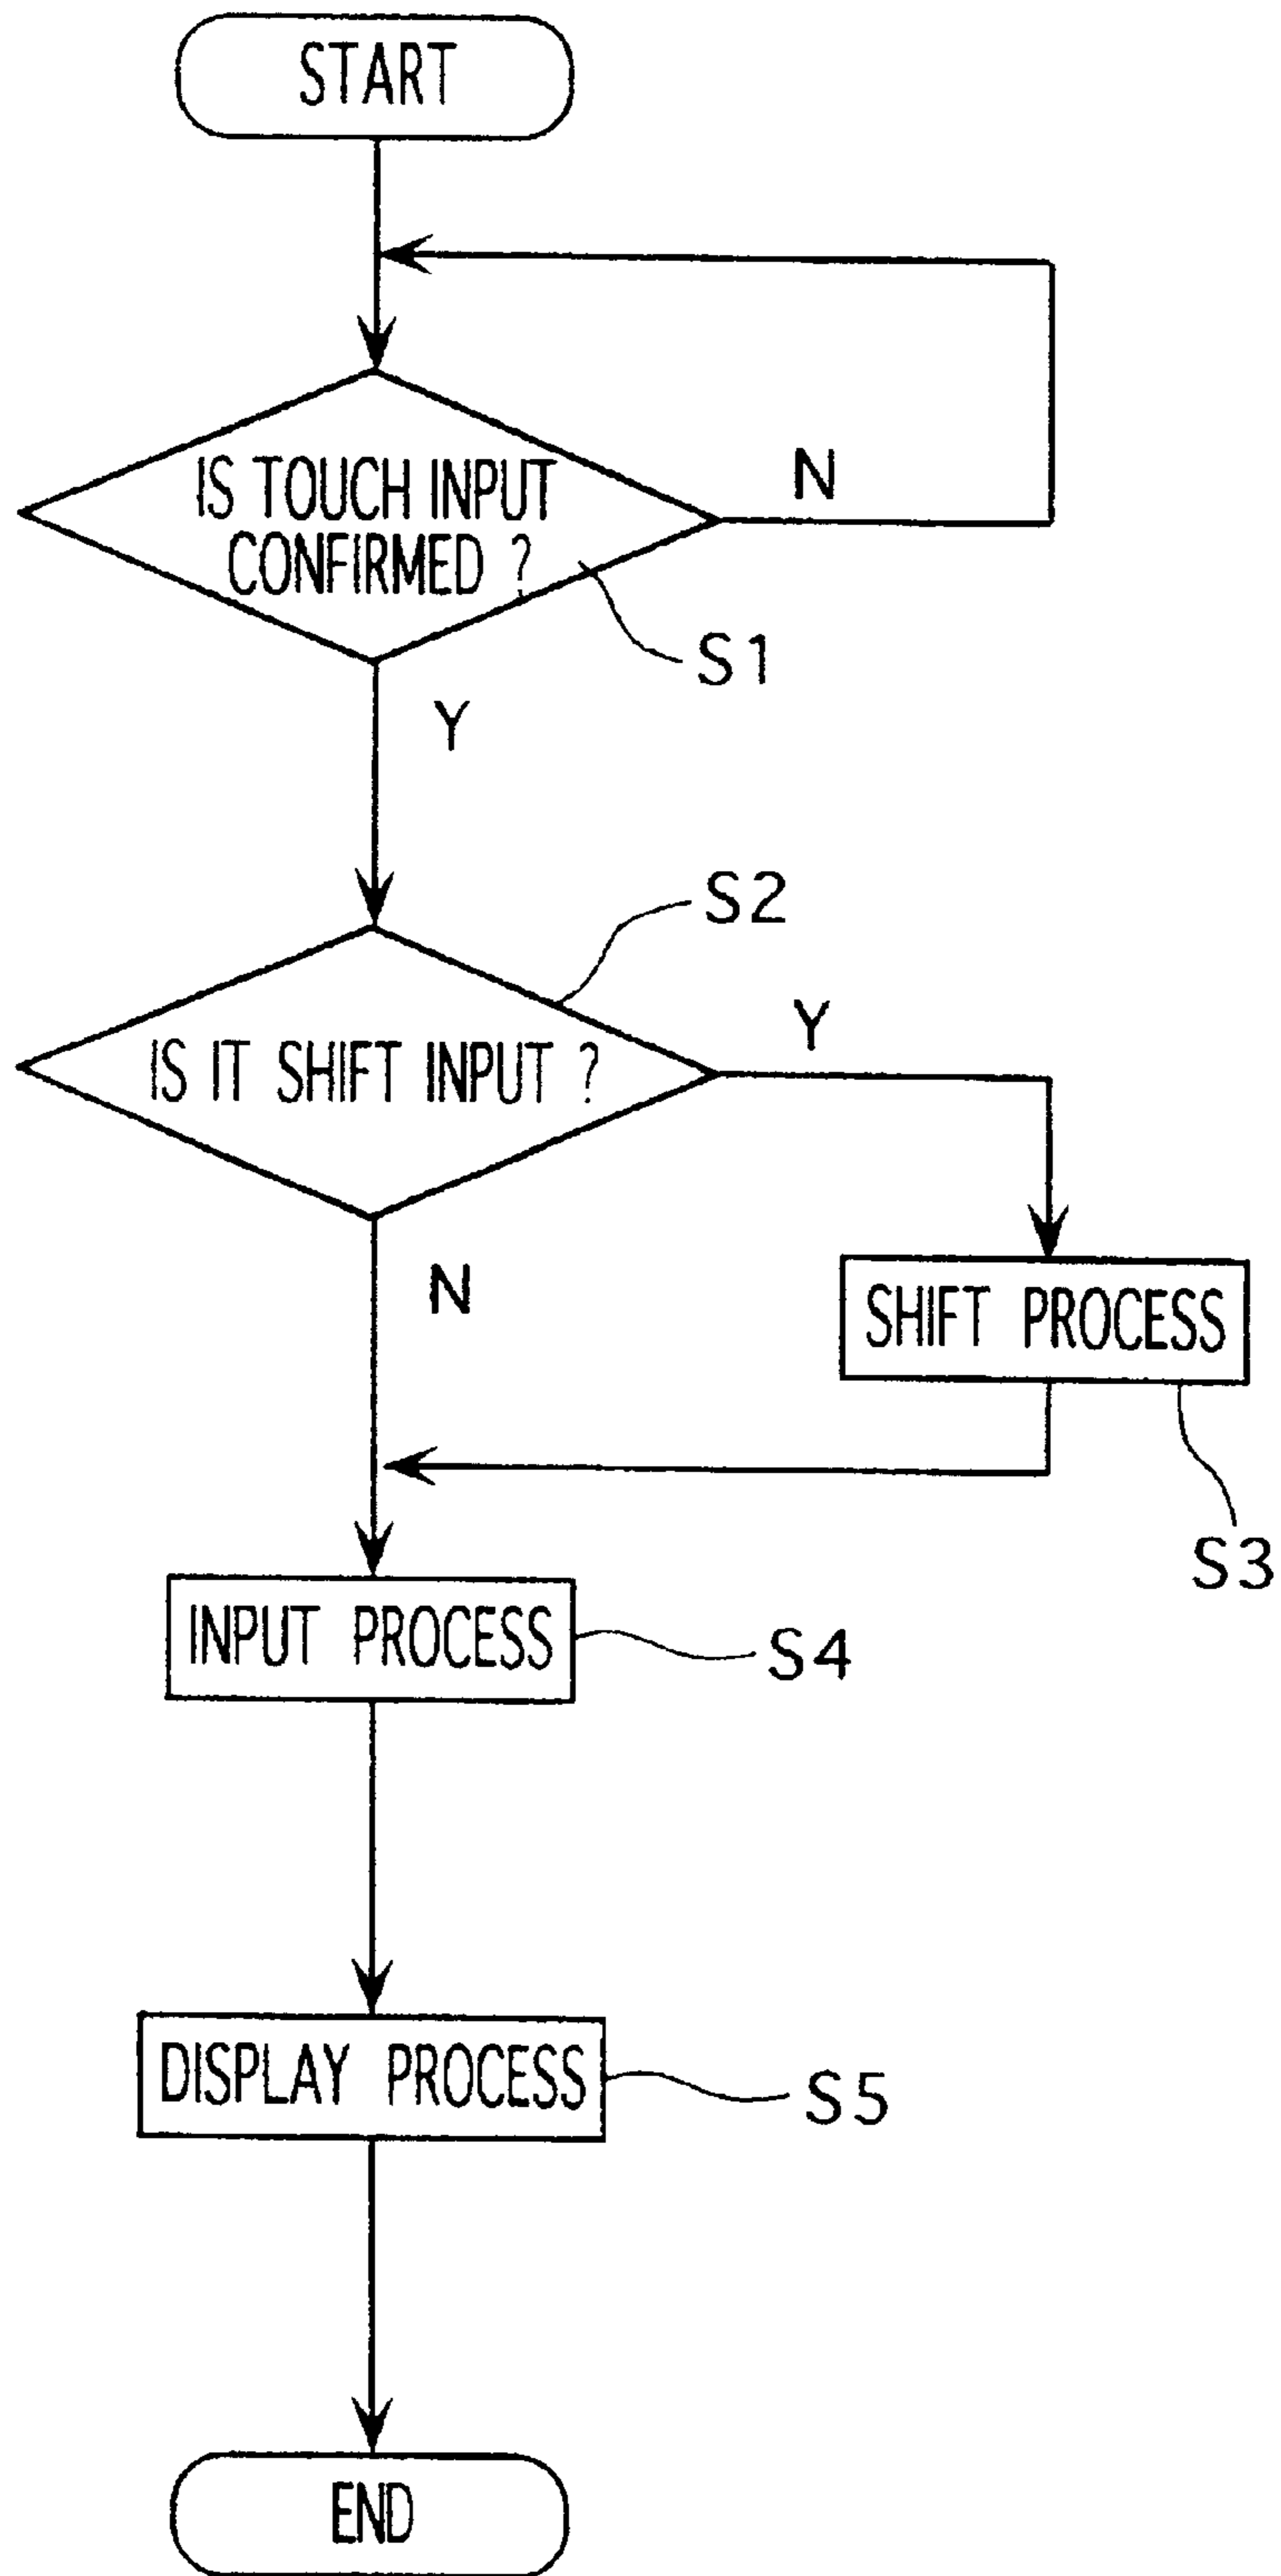 START
IS TOUCH INPUT
CONFIRMED ?
N
S1
Y
S2
Y
IS IT SHIFT INPUT ?
N
SHIFT PROCESS
S3
INPUT PROCESS
S4
DISPLAY PROCESS
S5
END